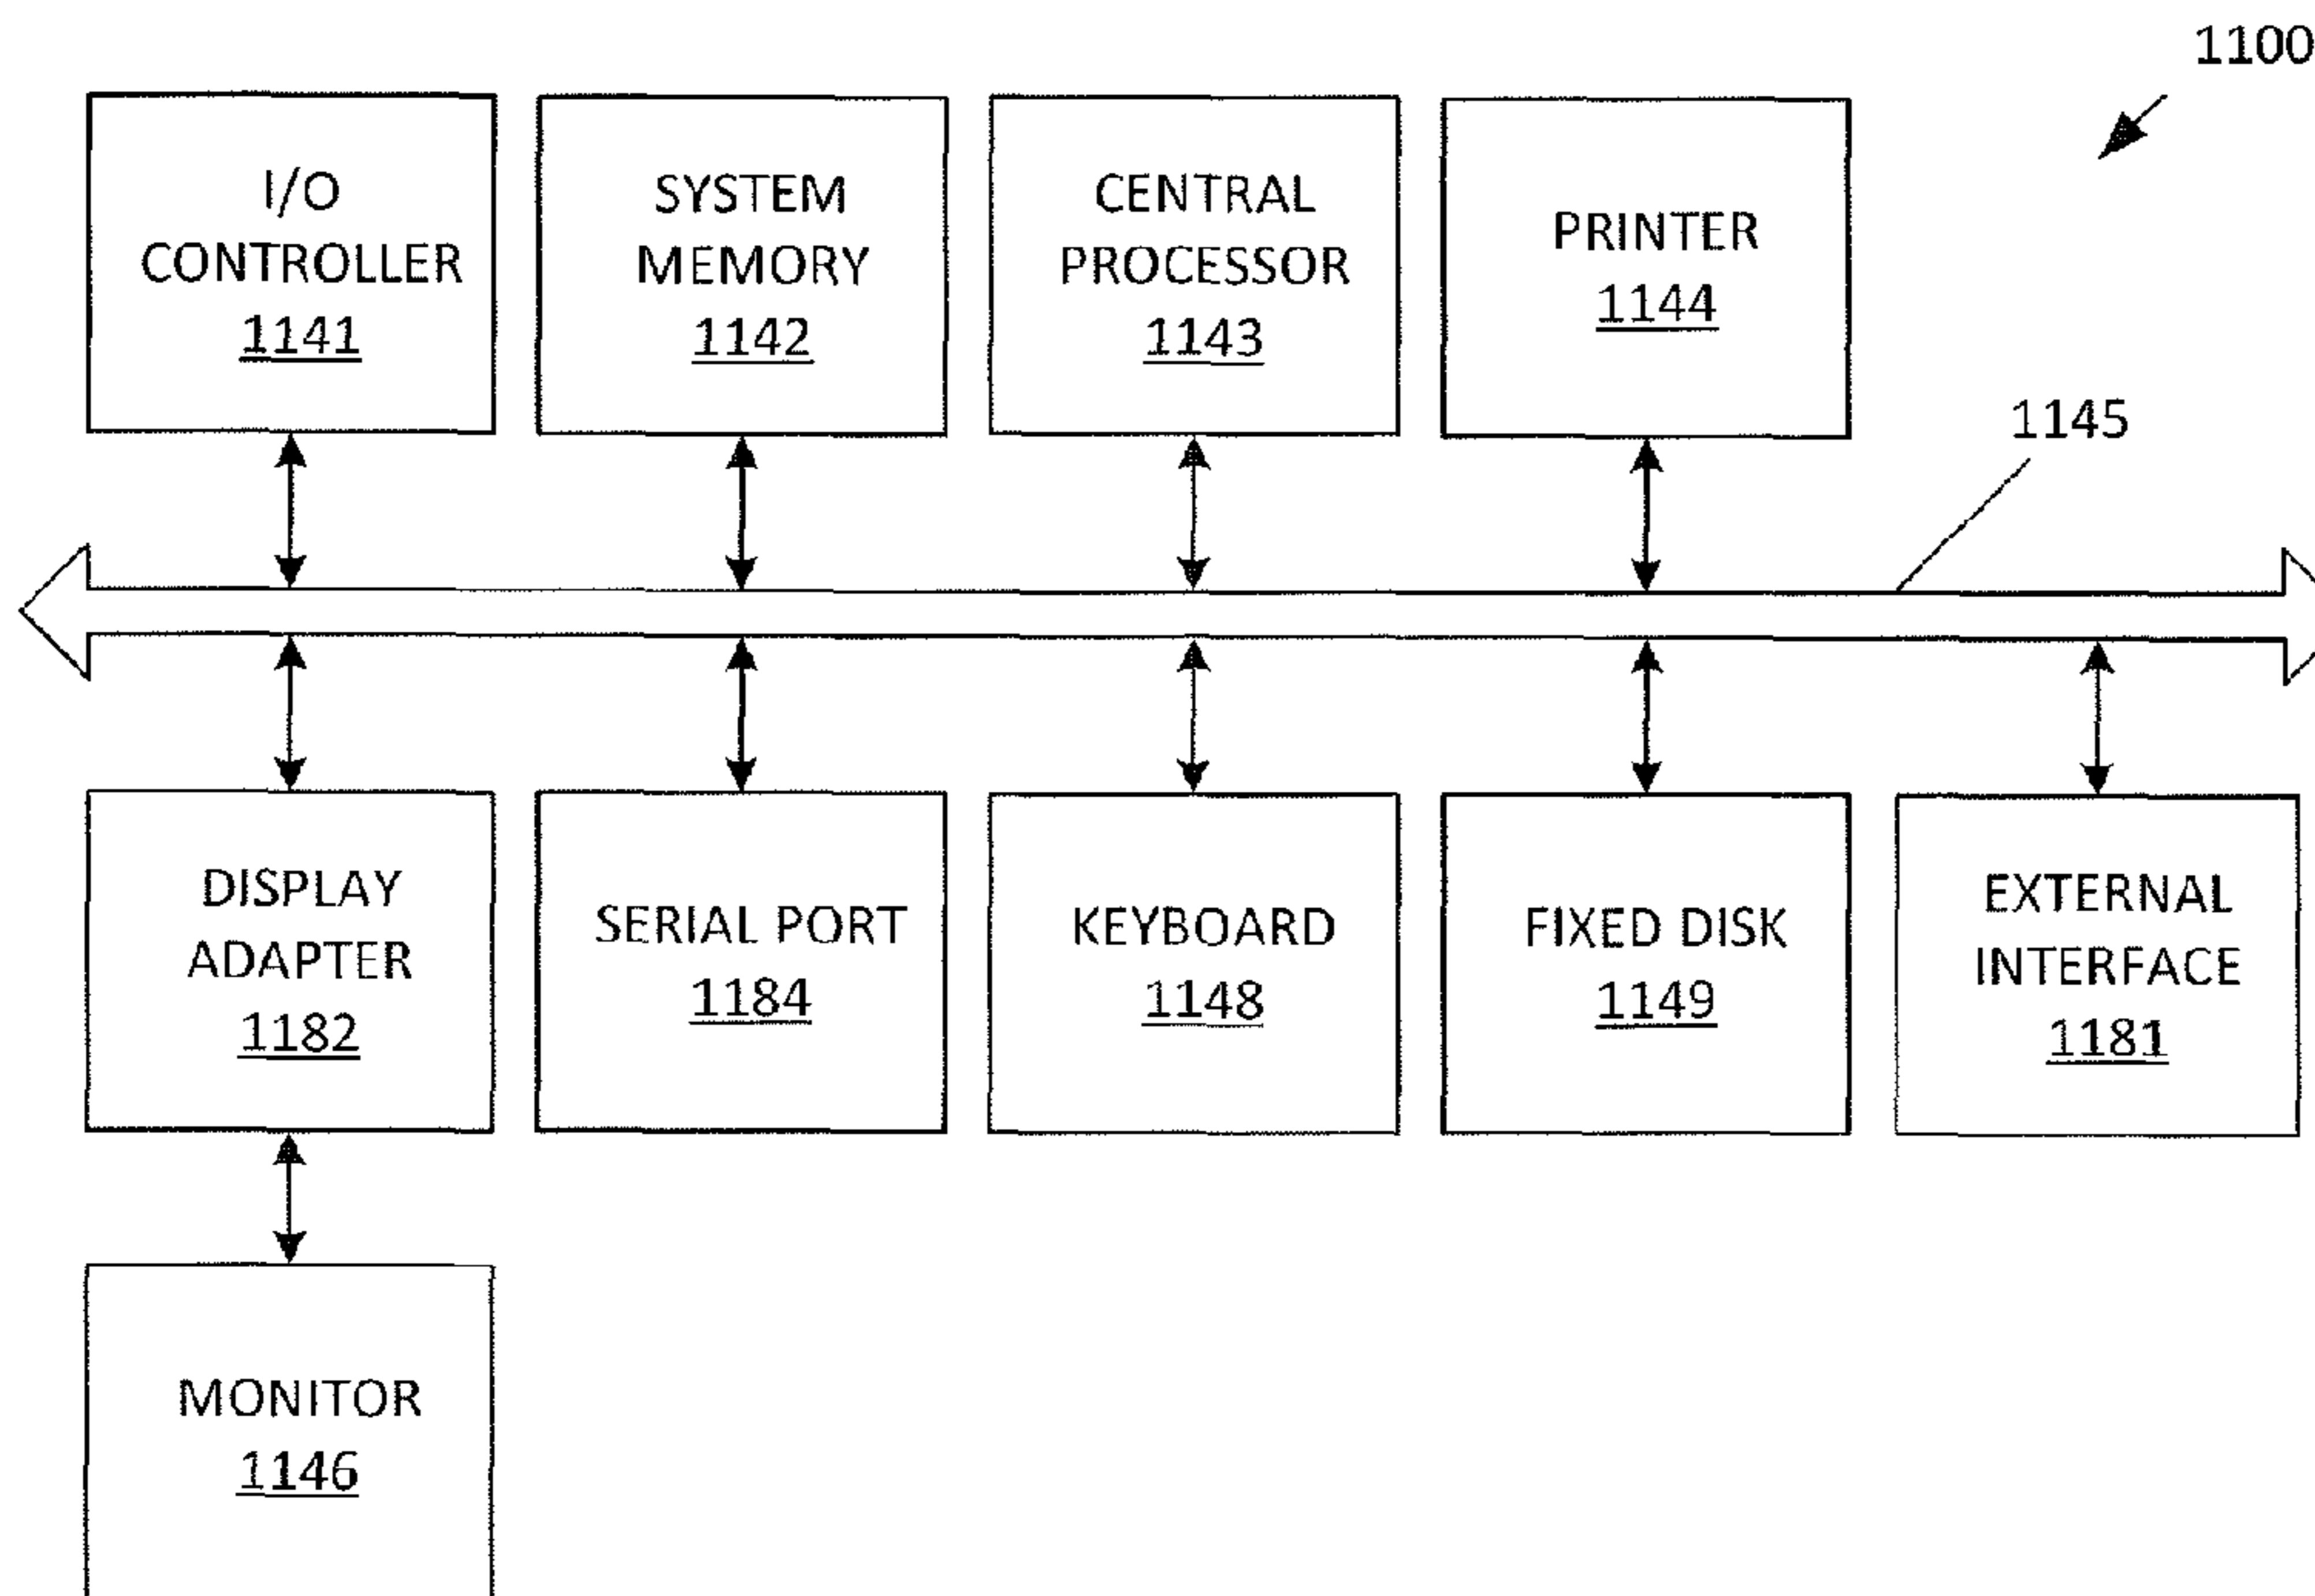 1100
I/O
CONTROLLER
1141
SYSTEM
MEMORY
1142
CENTRAL
PROCESSOR
1143
PRINTER
1144
1145
DISPLAY
ADAPTER
1182
SERIAL PORT
1184
KEYBOARD
1148
FIXED DISK
1149
EXTERNAL
INTERFACE
1181
MONITOR
1146